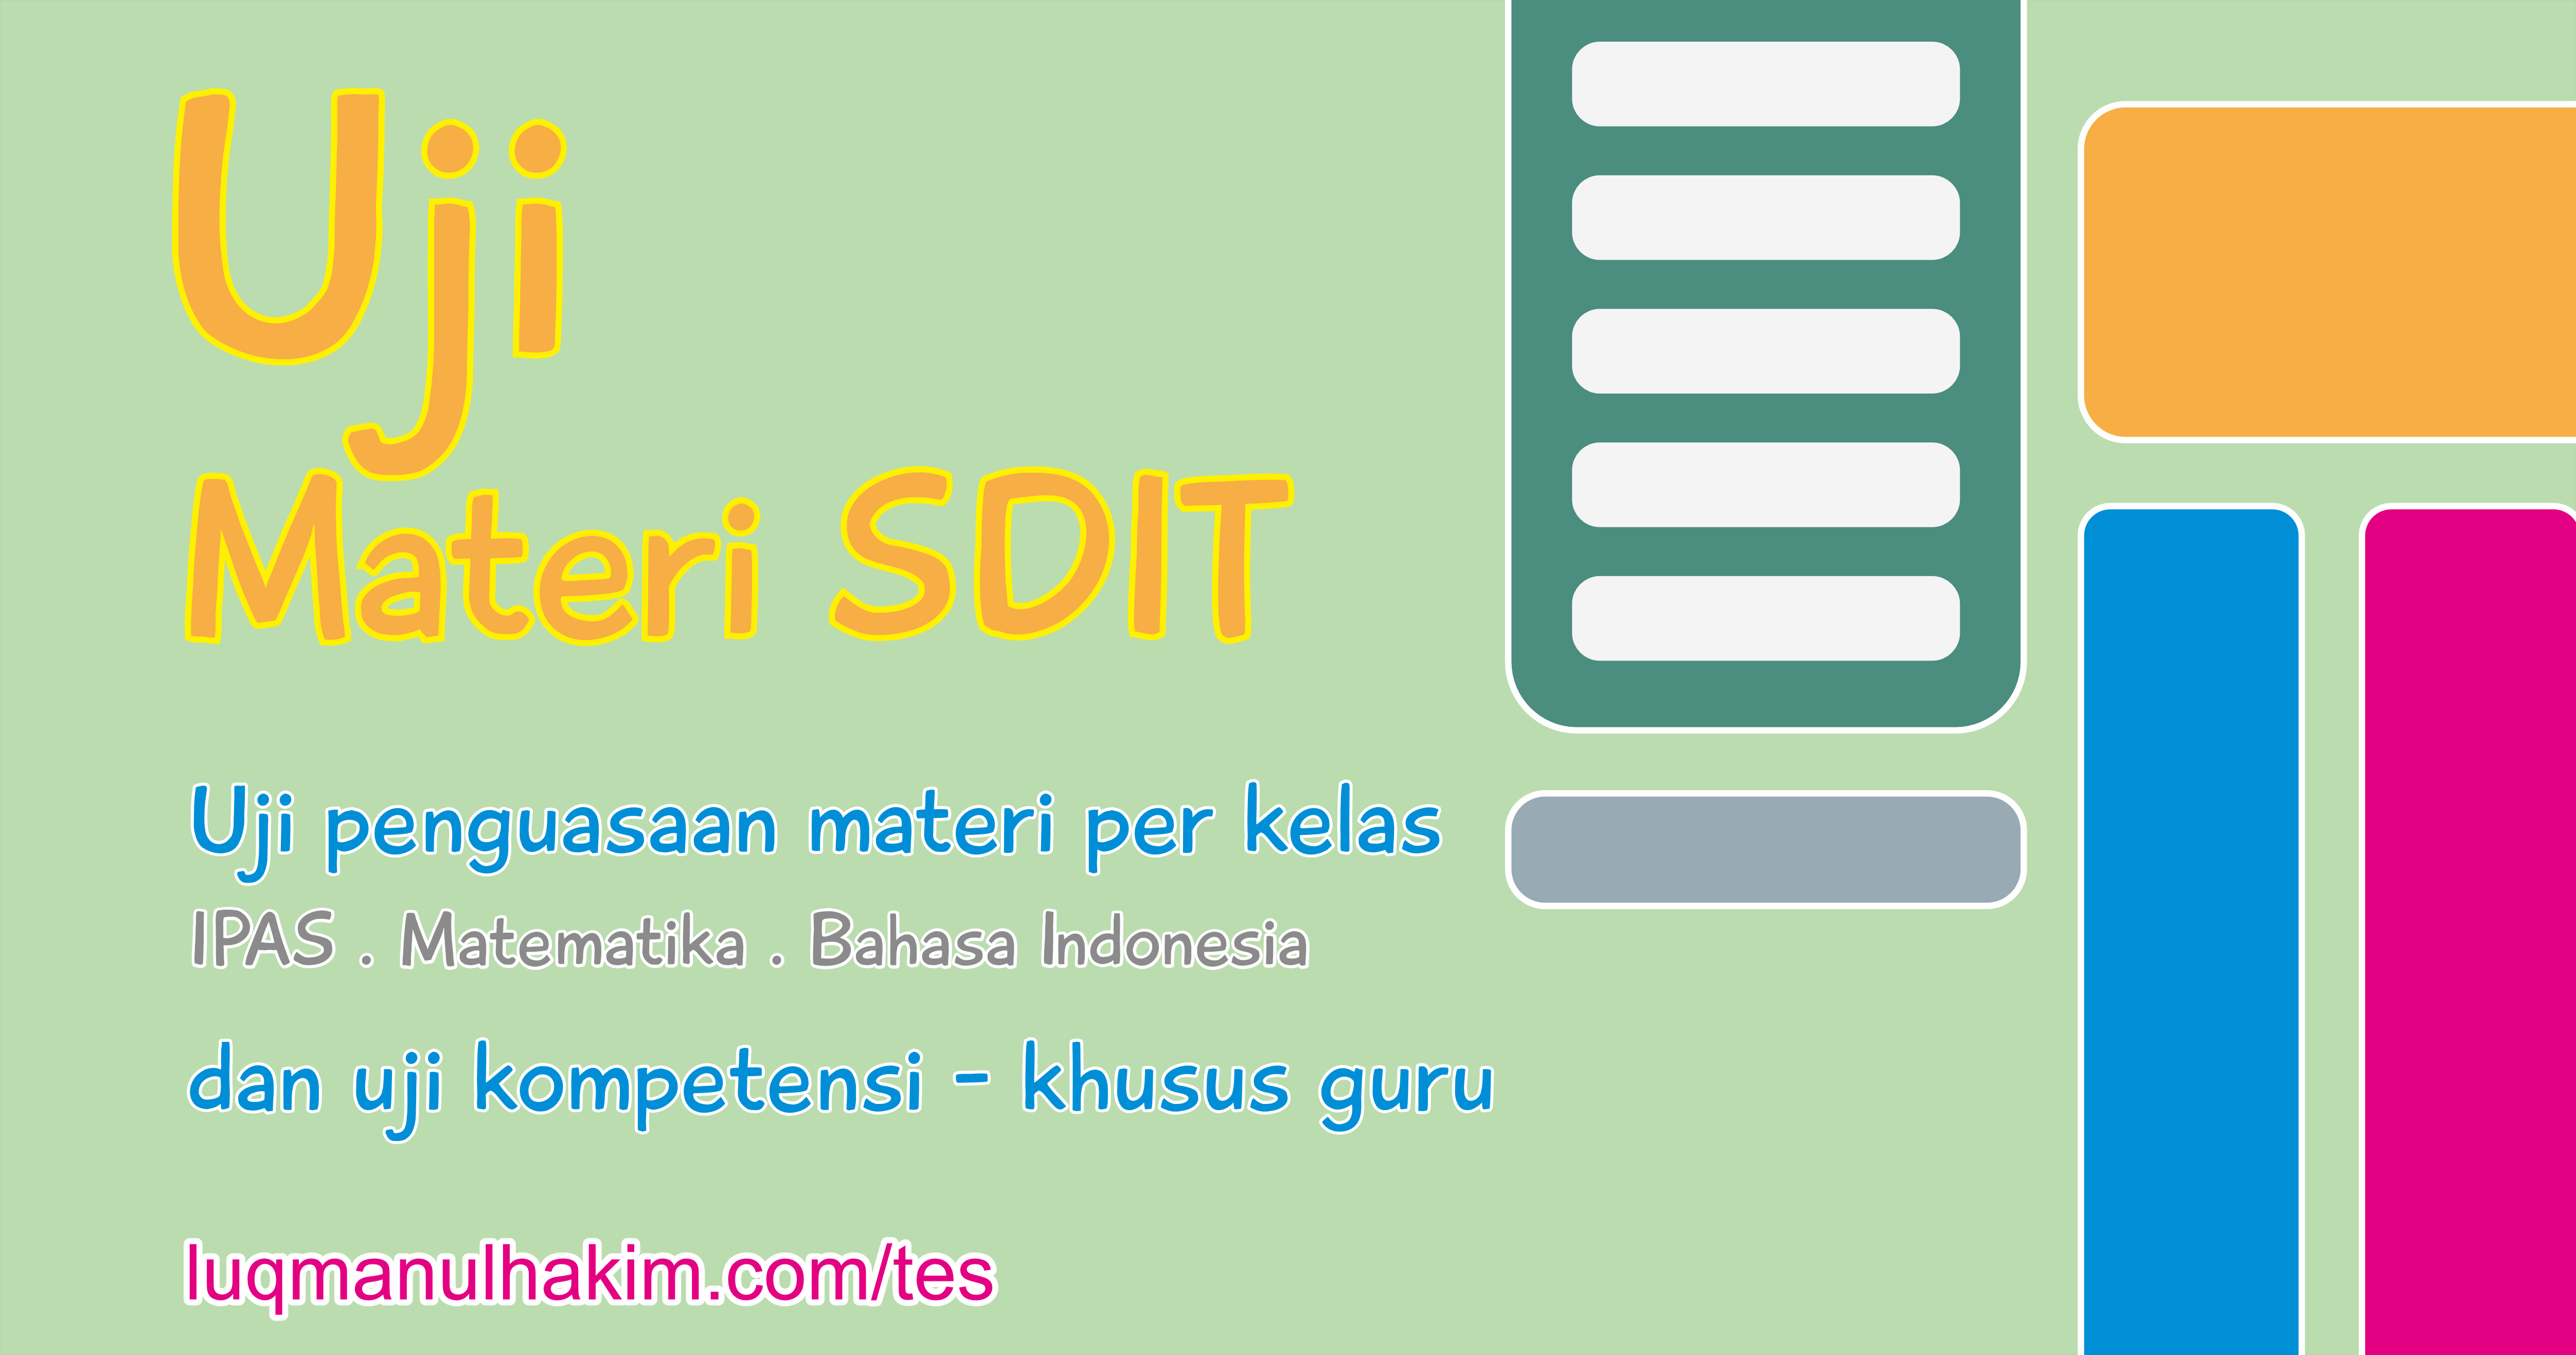 Uji
Materi SDIT
Uji penguasaan materi per kelas
IPAS . Matematika . Bahasa Indonesia
dan uji kompetensi - khusus guru
luqmanulhakim.com/tes